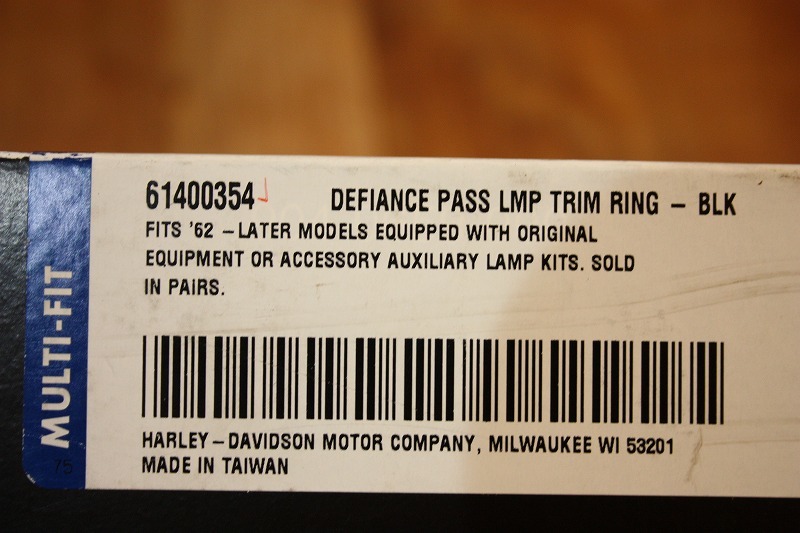 61400354
DEFIANCE PASS LMP TRIM RING – BLK
FITS '62 –LATER MODELS EQUIPPED WITH ORIGINAL
EQUIPMENT OR ACCESSORY AUXILIARY LAMP KITS. SOLD
IN PAIRS.
HARLEY–DAVIDSON MOTOR COMPANY, MILWAUKEE WI 53201
MADE IN TAIWAN
MULTI-FIT
75